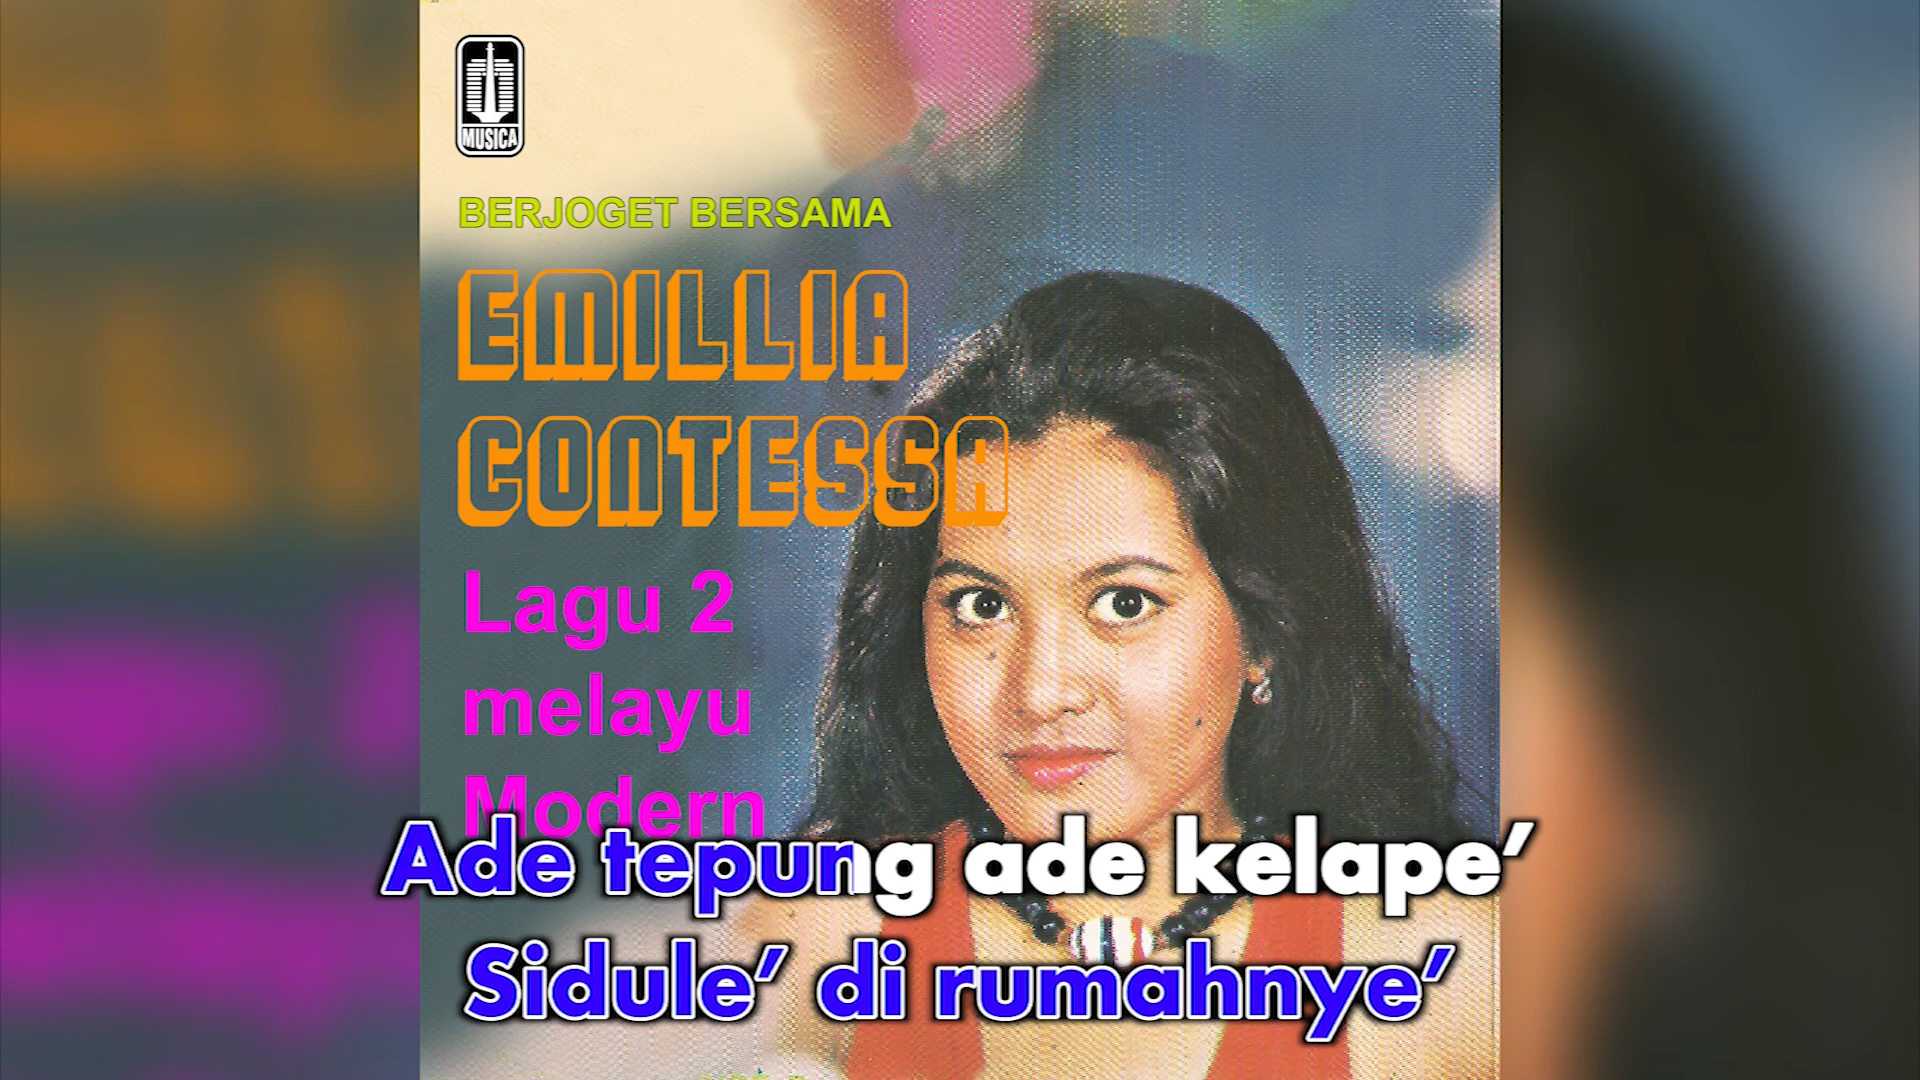 MUSICA
BERJOGET BERSAMA
EMILLIA
CONTESSA
Lagu 2
melayu
Modern
Ade tepung ade kelape’
Sidule’ di rumahnye’